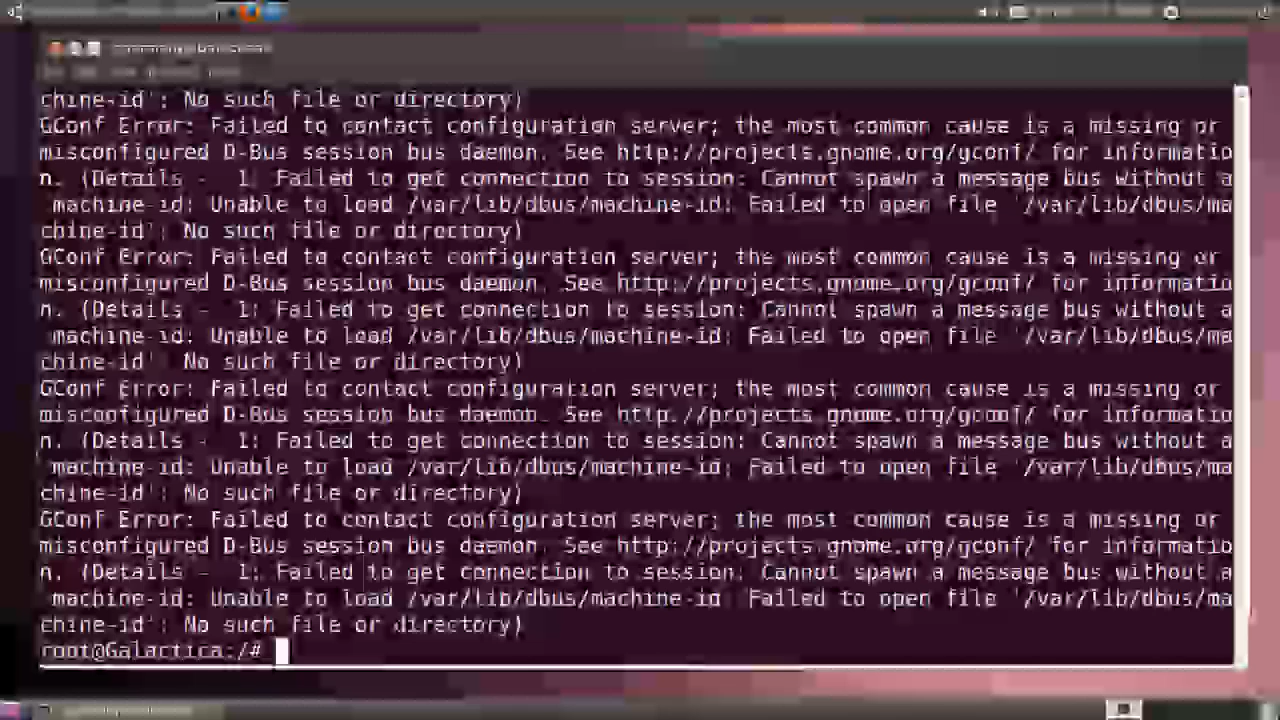 chine-id': No such file or directory)
GConf Error: Failed to contact configuration server; the most common cause is a missing or
misconfigured D-Bus session bus daemon. See http://projects.gnome.org/gconf/ for informatio
n. (Details -  1: Failed to get connection to session: Cannot spawn a message bus without a
 machine-id: Unable to load /var/lib/dbus/machine-id: Failed to open file '/var/lib/dbus/ma
chine-id': No such file or directory)
GConf Error: Failed to contact configuration server; the most common cause is a missing or
misconfigured D-Bus session bus daemon. See http://projects.gnome.org/gconf/ for informatio
n. (Details -  1: Failed to get connection to session: Cannot spawn a message bus without a
 machine-id: Unable to load /var/lib/dbus/machine-id: Failed to open file '/var/lib/dbus/ma
chine-id': No such file or directory)
GConf Error: Failed to contact configuration server; the most common cause is a missing or
misconfigured D-Bus session bus daemon. See http://projects.gnome.org/gconf/ for informatio
n. (Details -  1: Failed to get connection to session: Cannot spawn a message bus without a
 machine-id: Unable to load /var/lib/dbus/machine-id: Failed to open file '/var/lib/dbus/ma
chine-id': No such file or directory)
GConf Error: Failed to contact configuration server; the most common cause is a missing or
misconfigured D-Bus session bus daemon. See http://projects.gnome.org/gconf/ for informatio
n. (Details -  1: Failed to get connection to session: Cannot spawn a message bus without a
 machine-id: Unable to load /var/lib/dbus/machine-id: Failed to open file '/var/lib/dbus/ma
chine-id': No such file or directory)
root@Galactica:/#